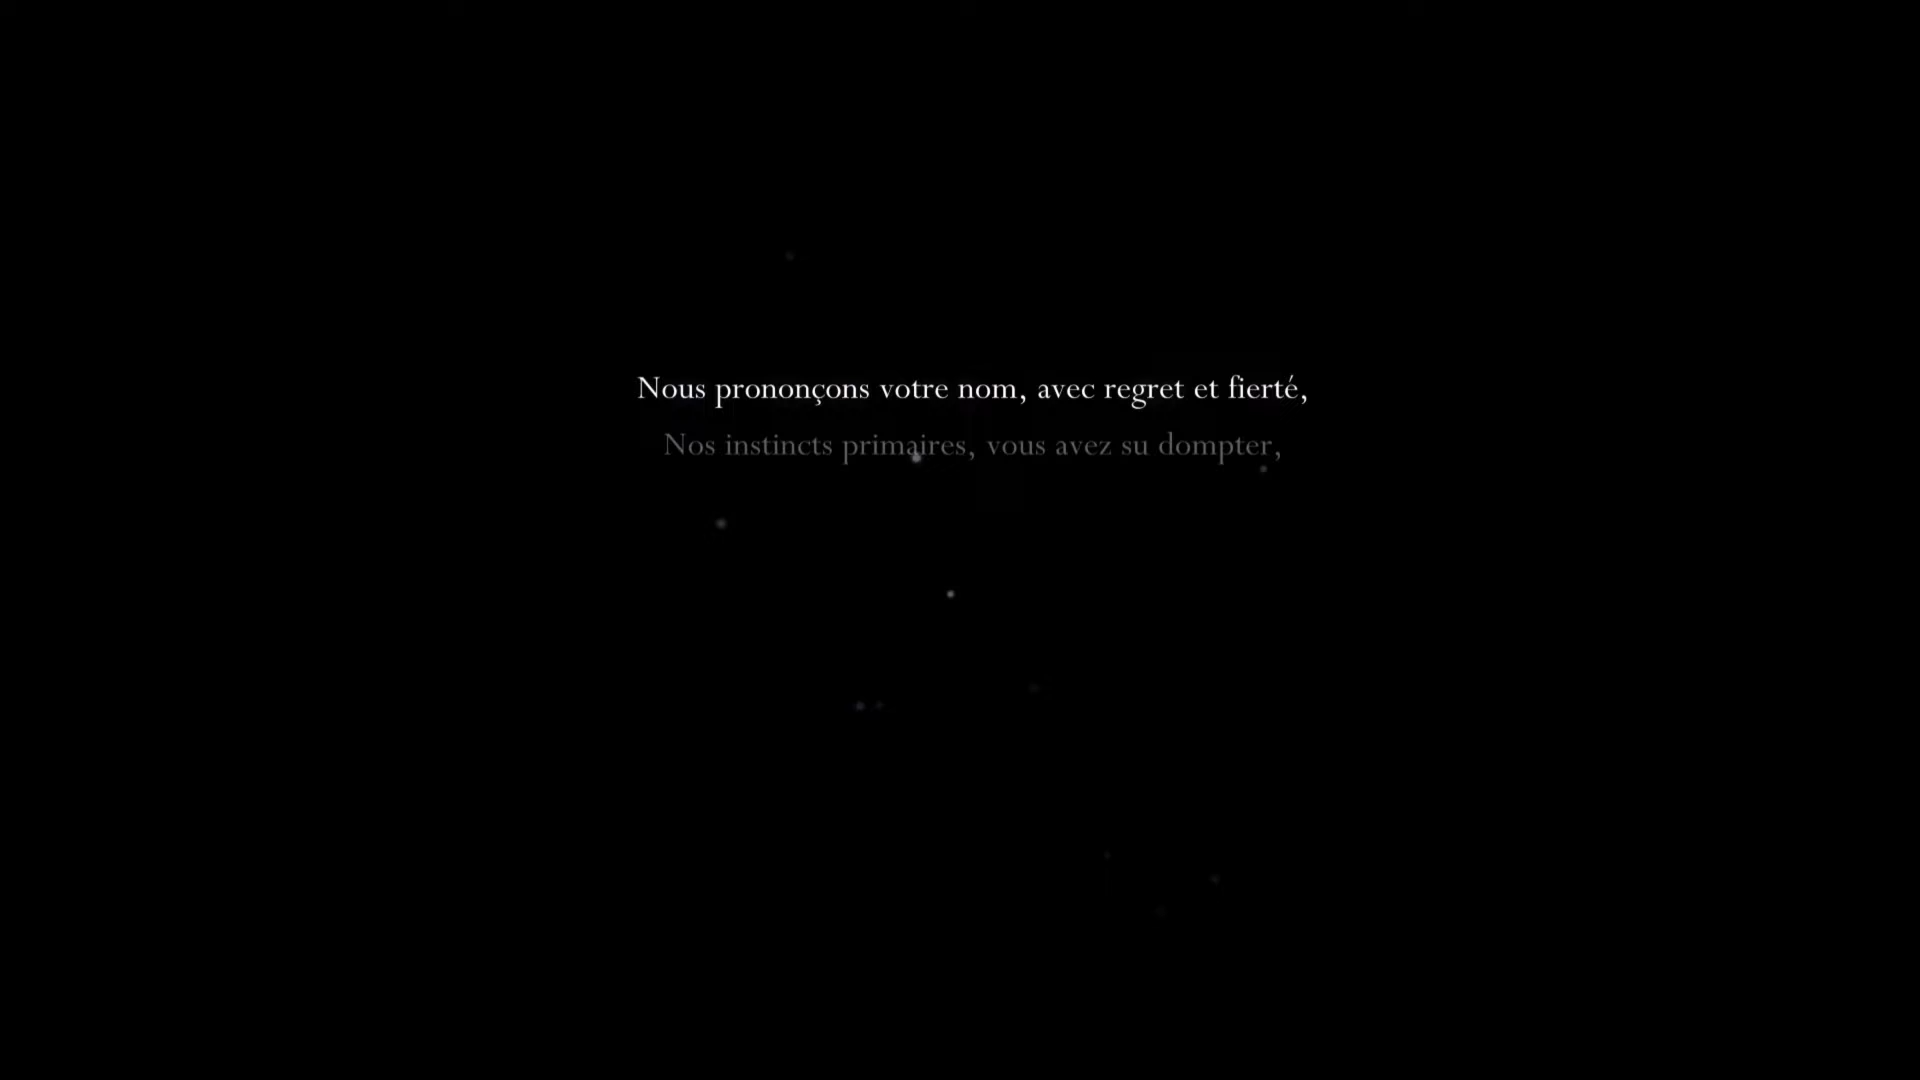 Nous prononçons votre nom, avec regret et fierté,
Nos instincts primaires, vous avez su dompter,